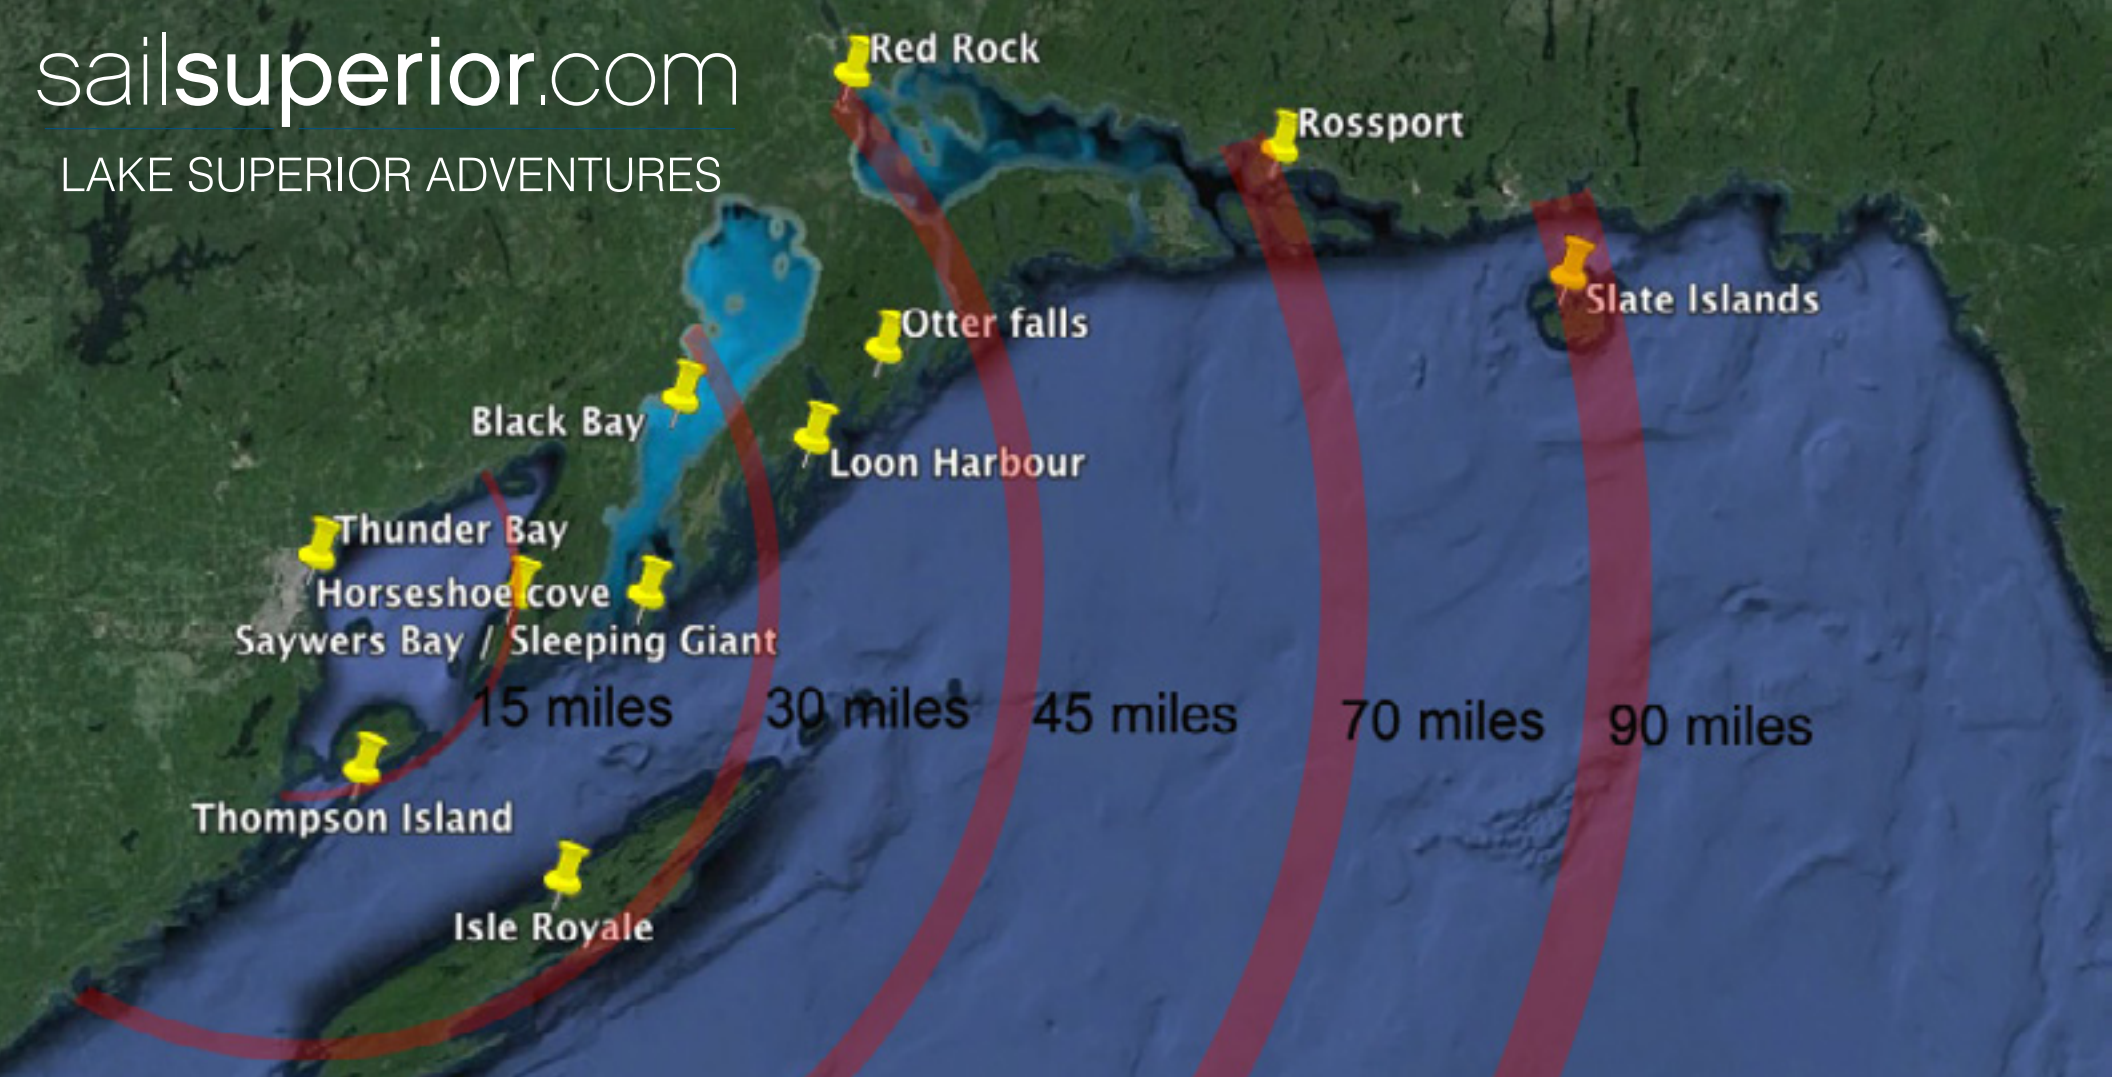 sailsuperior.com
LAKE SUPERIOR ADVENTURES
Red Rock
Rossport
Slate Islands
Otter falls
Black Bay
Loon Harbour
Thunder Bay
Horseshoe cove
Saywers Bay / Sleeping Giant
15 miles
30 miles
45 miles
70 miles
90 miles
Thompson Island
Isle Royale